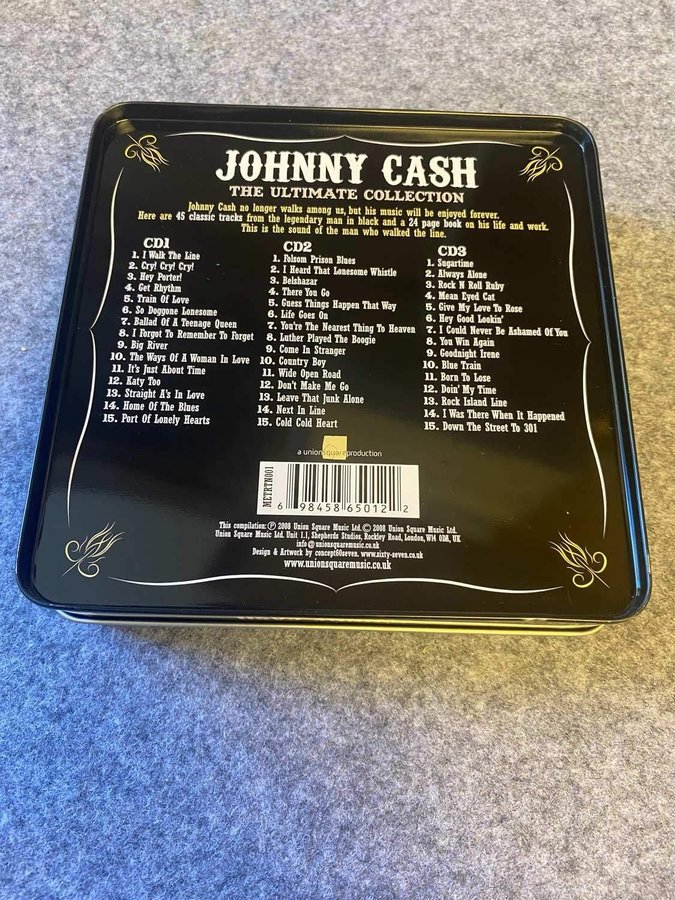 JOHNNY CASH
THE ULTIMATE COLLECTION
Johnny Cash no longer walks among us, but his music will be enjoyed forever.
Here are 45 classic tracks from the legendary man in black and a 24 page book on his life and work.
This is the sound of the man who walked the line.
CD1
1. I Walk The Line
2. Cry! Cry! Cry!
3. Hey Porter!
4. Get Rhythm
5. Train Of Love
6. So Doggone Lonesome
7. Ballad Of A Teenage Queen
8. I Forgot To Remember To Forget
9. Big River
10. The Ways Of A Woman In Love
11. It's Just About Time
12. Katy Too
13. Straight A's In Love
14. Home Of The Blues
15. Port Of Lonely Hearts
CD2
1. Folsom Prison Blues
2. I Heard That Lonesome Whistle
3. Belshazar
4. There You Go
5. Guess Things Happen That Way
6. Life Goes On
7. You're The Nearest Thing To Heaven
8. Luther Played The Boogie
9. Come In Stranger
10. Country Boy
11. Wide Open Road
12. Don't Make Me Go
13. Leave That Junk Alone
14. Next In Line
15. Cold Cold Heart
CD3
1. Sugartime
2. Always Alone
3. Rock N Roll Ruby
4. Mean Eyed Cat
5. Give My Love To Rose
6. Hey Good Lookin'
7. I Could Never Be Ashamed Of You
8. You Win Again
9. Goodnight Irene
10. Blue Train
11. Born To Lose
12. Doin' My Time
13. Rock Island Line
14. I Was There When It Happened
15. Down The Street To 301
a unionsquareproduction
METRTN001
6 98458 65012 2
This compilation: ℗ 2008 Union Square Music Ltd. © 2008 Union Square Music Ltd.
Union Square Music Ltd. Unit 1.1, Shepherds Studios, Rockley Road, London, W14 0DA, UK
info@unionsquaremusic.co.uk
Design & Artwork by concept60seven. www.sixty-seven.co.uk
www.unionsquaremusic.co.uk